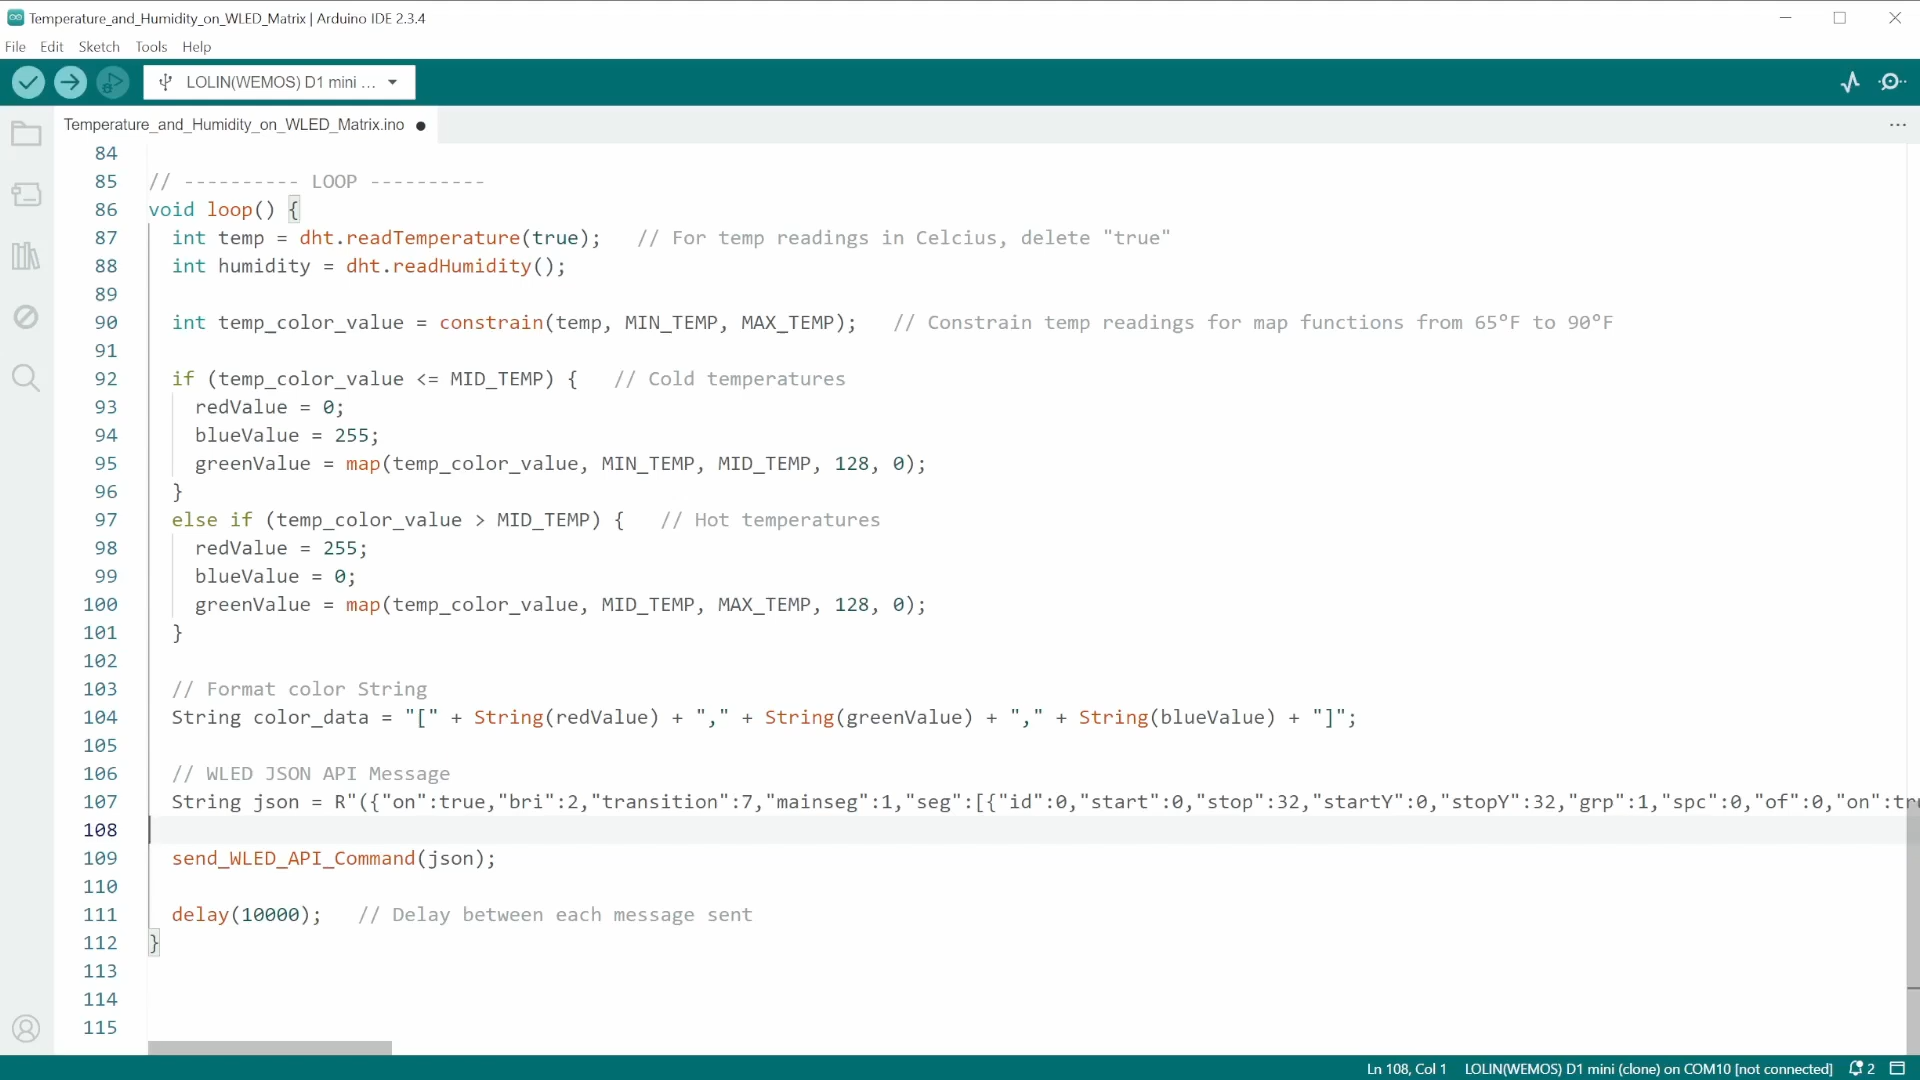 Temperature_and_Humidity_on_WLED_Matrix | Arduino IDE 2.3.4
File Edit Sketch Tools Help
LOLIN(WEMOS) D1 mini ...
Temperature_and_Humidity_on_WLED_Matrix.ino
84
85 // ---------- LOOP ----------
86 void loop() {
87 int temp = dht.readTemperature(true); // For temp readings in Celcius, delete "true"
88 int humidity = dht.readHumidity();
89
90 int temp_color_value = constrain(temp, MIN_TEMP, MAX_TEMP); // Constrain temp readings for map functions from 65°F to 90°F
91
92 if (temp_color_value <= MID_TEMP) { // Cold temperatures
93 redValue = 0;
94 blueValue = 255;
95 greenValue = map(temp_color_value, MIN_TEMP, MID_TEMP, 128, 0);
96 }
97 else if (temp_color_value > MID_TEMP) { // Hot temperatures
98 redValue = 255;
99 blueValue = 0;
100 greenValue = map(temp_color_value, MID_TEMP, MAX_TEMP, 128, 0);
101 }
102
103 // Format color String
104 String color_data = "[" + String(redValue) + "," + String(greenValue) + "," + String(blueValue) + "]";
105
106 // WLED JSON API Message
107 String json = R"({"on":true,"bri":2,"transition":7,"mainseg":1,"seg":[{"id":0,"start":0,"stop":32,"startY":0,"stopY":32,"grp":1,"spc":0,"of":0,"on":tru
108
109 send_WLED_API_Command(json);
110
111 delay(10000); // Delay between each message sent
112 }
113
114
115
Ln 108, Col 1 LOLIN(WEMOS) D1 mini (clone) on COM10 [not connected] 2